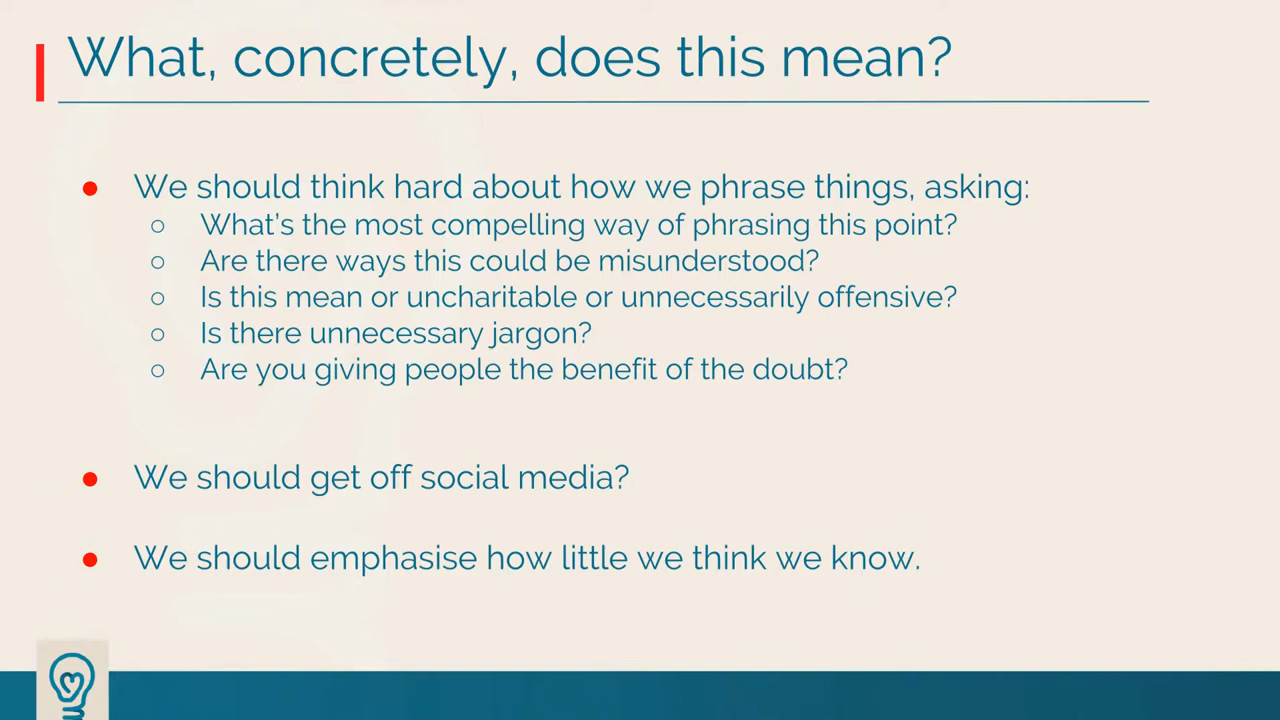 What, concretely, does this mean?
● We should think hard about how we phrase things, asking:
○ What's the most compelling way of phrasing this point?
○ Are there ways this could be misunderstood?
○ Is this mean or uncharitable or unnecessarily offensive?
○ Is there unnecessary jargon?
○ Are you giving people the benefit of the doubt?
● We should get off social media?
● We should emphasise how little we think we know.